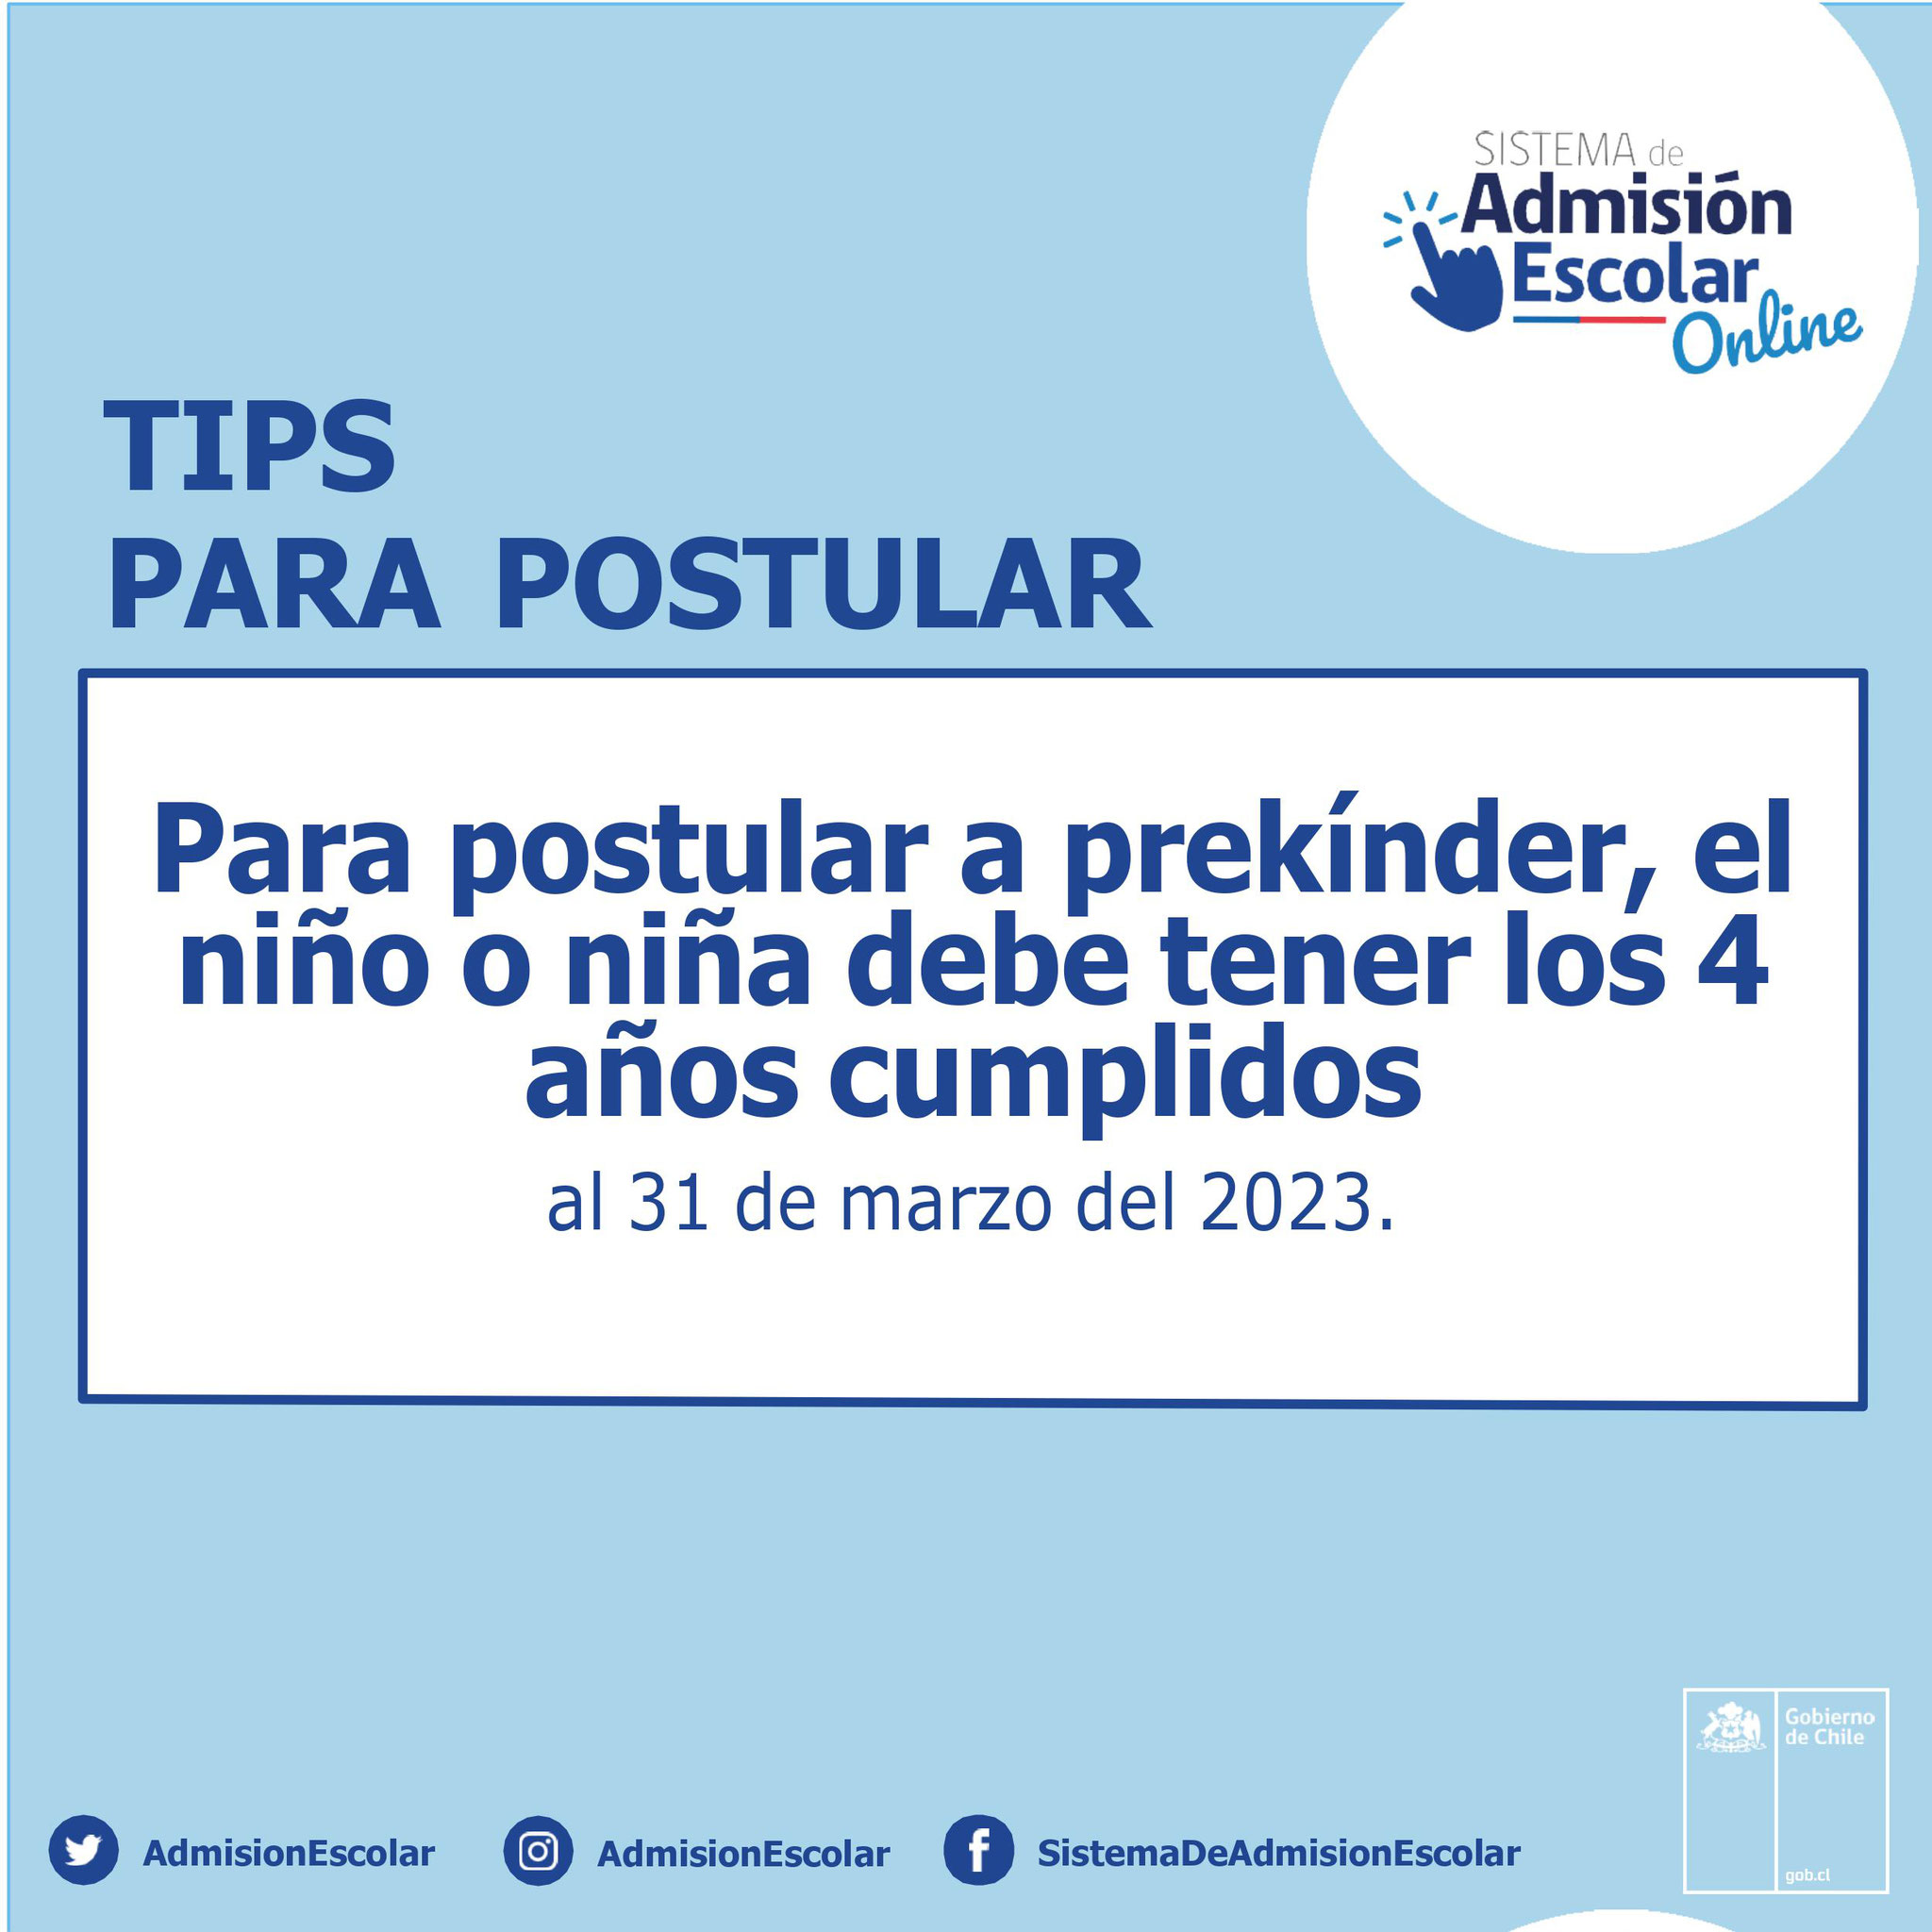 SISTEMA de
Admisión
Escolar
Online
TIPS
PARA POSTULAR
Para postular a prekínder, el
niño o niña debe tener los 4
años cumplidos
al 31 de marzo del 2023.
Gobierno
de Chile
gob.cl
AdmisionEscolar
AdmisionEscolar
SistemaDeAdmisionEscolar